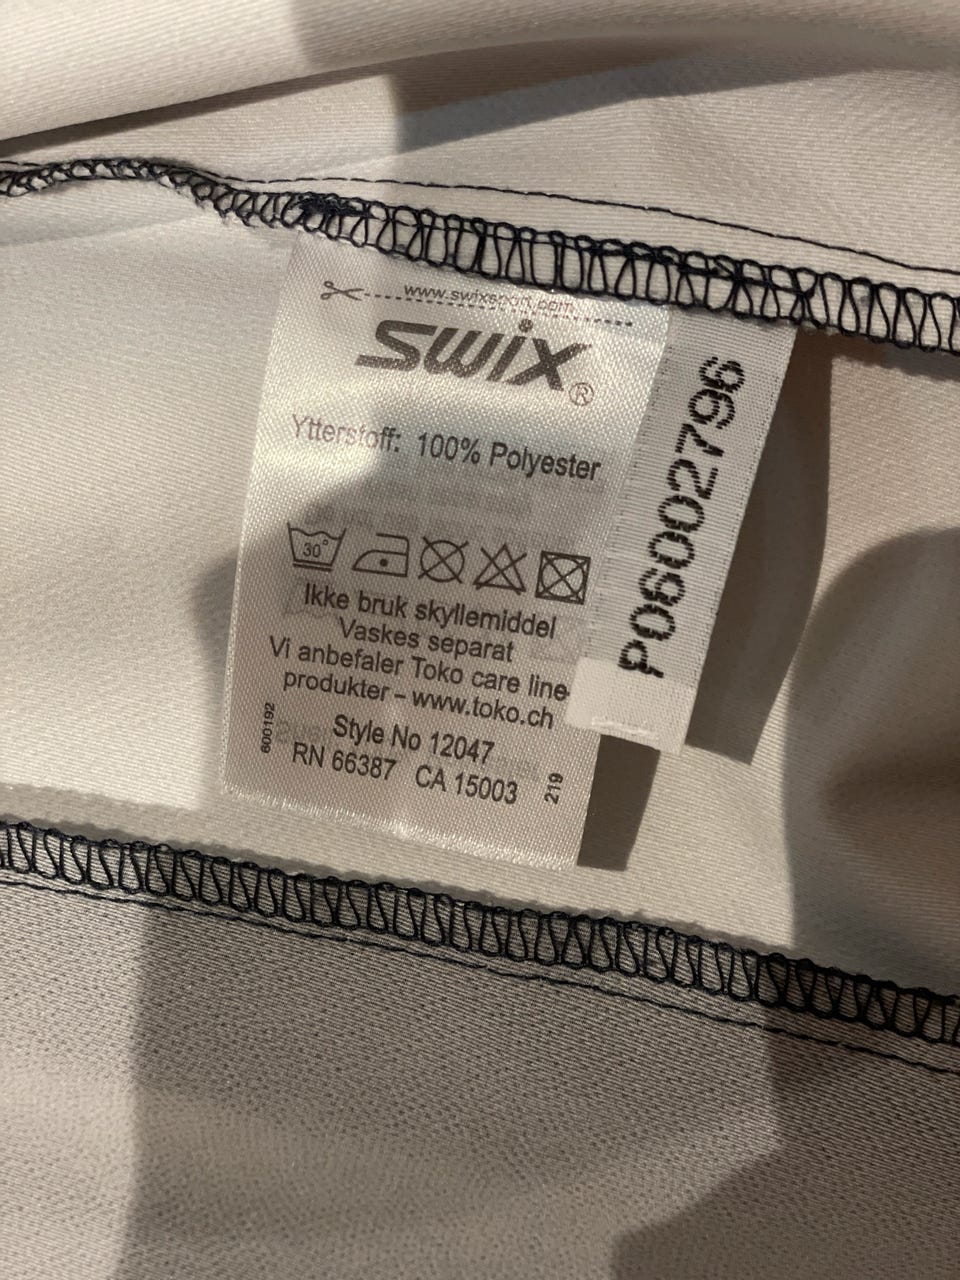 www.swixsport.com
swix®
Ytterstoff: 100% Polyester
30°
Ikke bruk skyllemiddel
Vaskes separat
Vi anbefaler Toko care line
produkter – www.toko.ch
Style No 12047
RN 66387 CA 15003
600192
219
P06002796